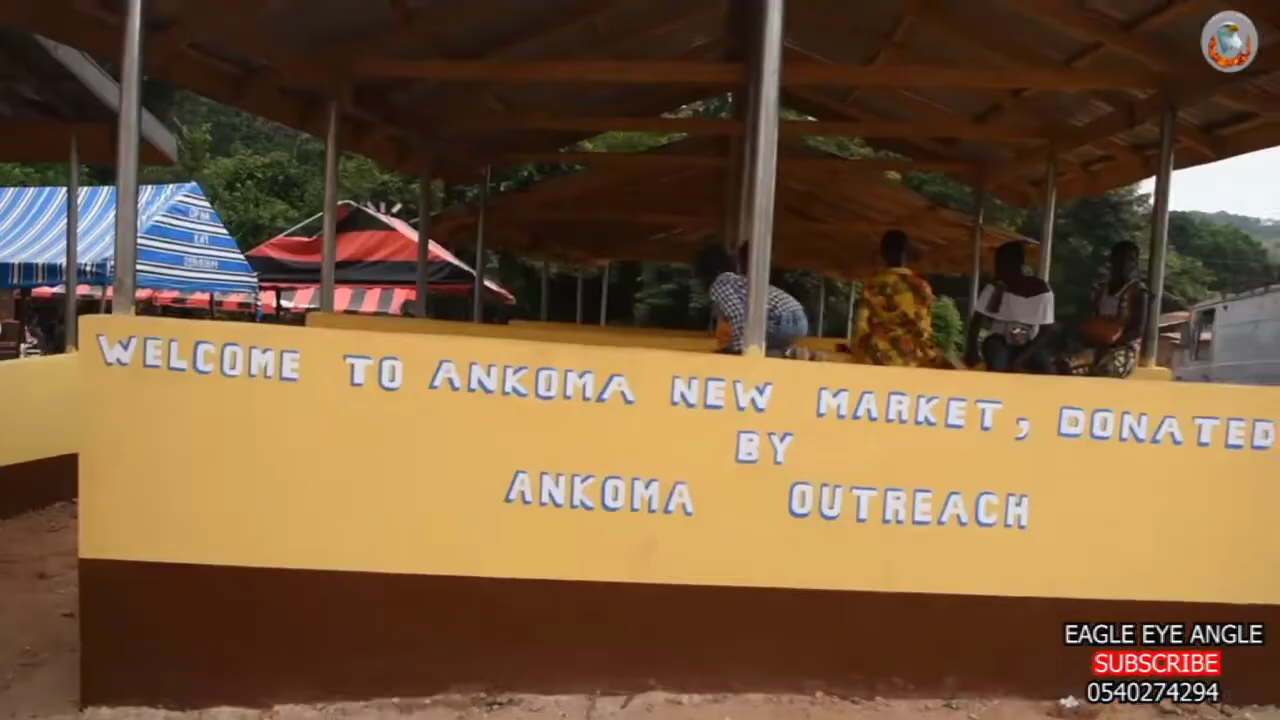 WELCOME TO ANKOMA NEW MARKET, DONATED
BY
ANKOMA OUTREACH
EAGLE EYE ANGLE
SUBSCRIBE
0540274294